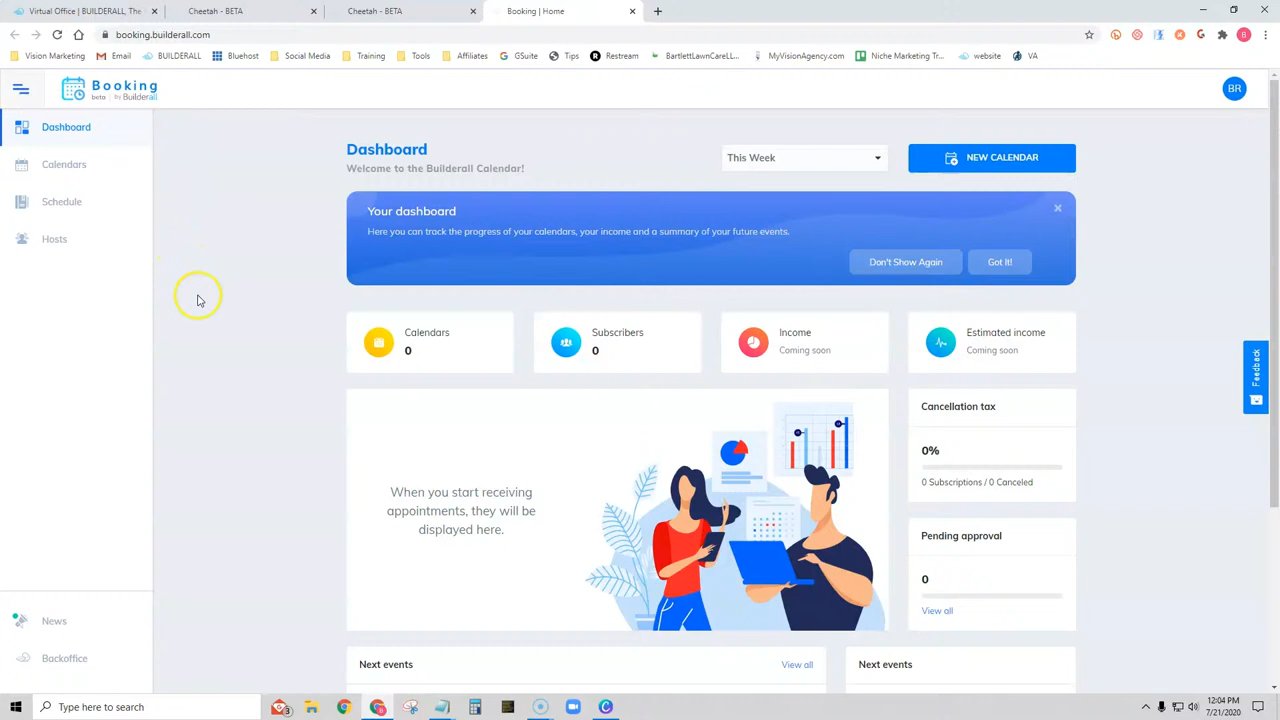 Virtual Office | BUILDERALL, The
Cheetah - BETA
Cheetah - BETA
Booking | Home
booking.builderall.com
Vision Marketing
Email
BUILDERALL
Bluehost
Social Media
Training
Tools
Affiliates
GSuite
Tips
Restream
BartlettLawnCareLL...
MyVisionAgency.com
Niche Marketing Tr...
website
VA
Booking
beta by Builderall
BR
Dashboard
Calendars
Schedule
Hosts
News
Backoffice
Dashboard
Welcome to the Builderall Calendar!
This Week
NEW CALENDAR
Your dashboard
Here you can track the progress of your calendars, your income and a summary of your future events.
Don't Show Again
Got It!
Calendars
0
Subscribers
0
Income
Coming soon
Estimated income
Coming soon
When you start receiving
appointments, they will be
displayed here.
Cancellation tax
0%
0 Subscriptions / 0 Canceled
Pending approval
0
View all
Next events
View all
Next events
Feedback
Type here to search
12:04 PM
7/21/2020